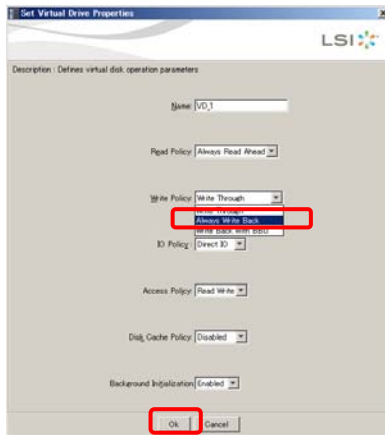 Set Virtual Drive Properties
LSI
Description : Defines virtual disk operation parameters
Name: VD_1
Read Policy: Always Read Ahead
Write Policy: Write Through
Write Through
Always Write Back
Write Back With BBU
IO Policy: Direct IO
Access Policy: Read Write
Disk Cache Policy: Disabled
Background Initialization: Enabled
Ok Cancel